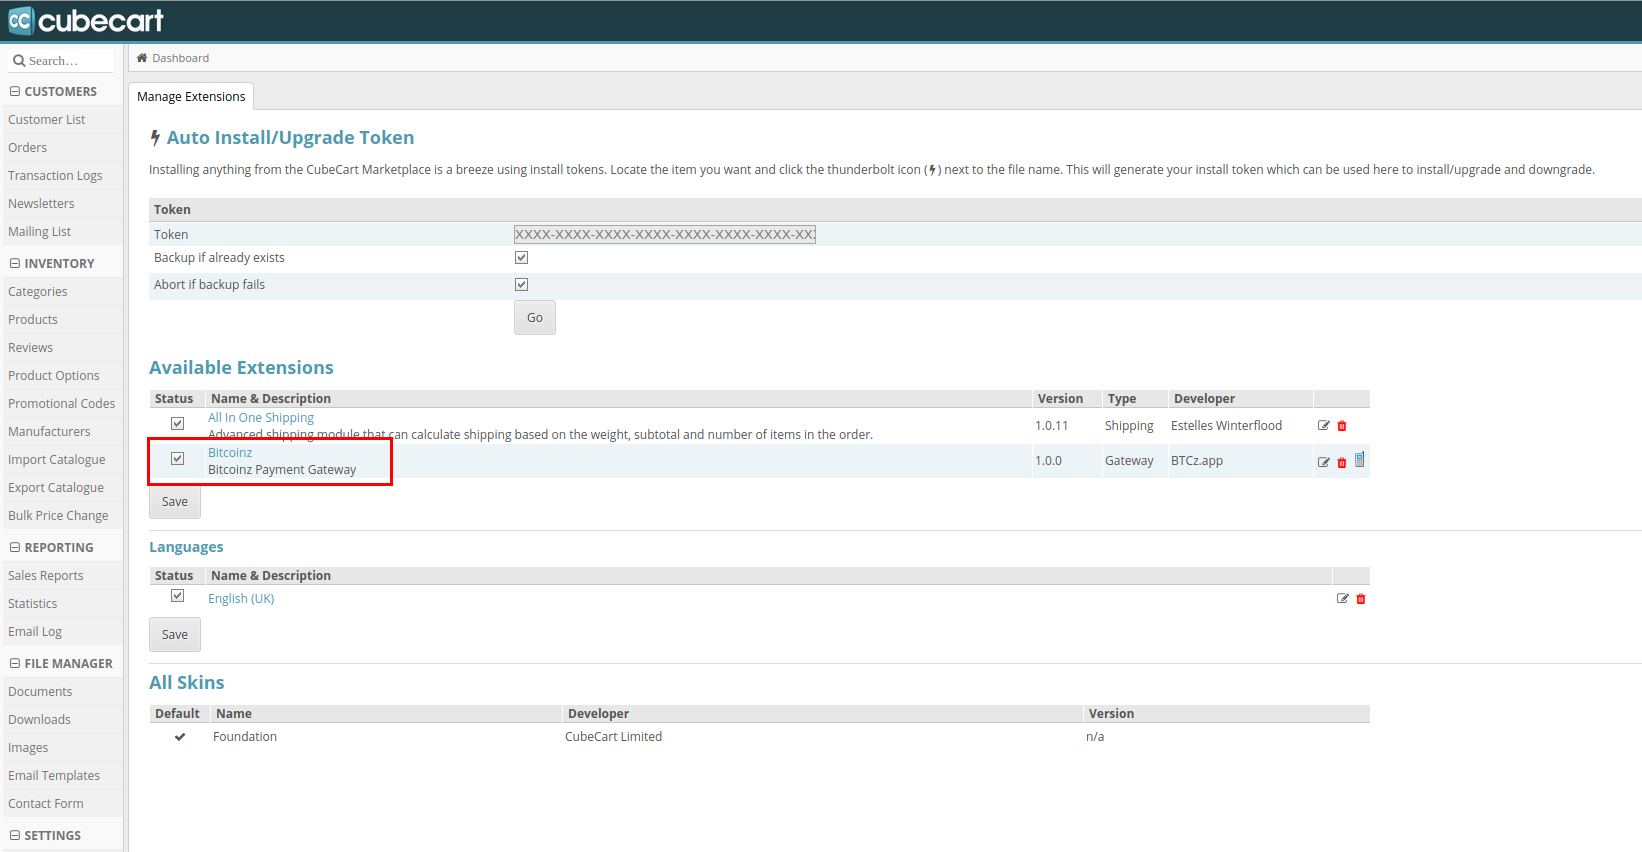 cc cubecart
Search...
CUSTOMERS
Customer List
Orders
Transaction Logs
Newsletters
Mailing List
INVENTORY
Categories
Products
Reviews
Product Options
Promotional Codes
Manufacturers
Import Catalogue
Export Catalogue
Bulk Price Change
REPORTING
Sales Reports
Statistics
Email Log
FILE MANAGER
Documents
Downloads
Images
Email Templates
Contact Form
SETTINGS
Dashboard
Manage Extensions
Auto Install/Upgrade Token
Installing anything from the CubeCart Marketplace is a breeze using install tokens. Locate the item you want and click the thunderbolt icon ( ) next to the file name. This will generate your install token which can be used here to install/upgrade and downgrade.
Token
Token XXXX-XXXX-XXXX-XXXX-XXXX-XXXX-XXXX-XX
Backup if already exists
Abort if backup fails
Go
Available Extensions
Status Name & Description Version Type Developer
All In One Shipping
Advanced shipping module that can calculate shipping based on the weight, subtotal and number of items in the order.
1.0.11 Shipping Estelles Winterflood
Bitcoinz
Bitcoinz Payment Gateway
1.0.0 Gateway BTCz.app
Save
Languages
Status Name & Description
English (UK)
Save
All Skins
Default Name Developer Version
Foundation CubeCart Limited n/a